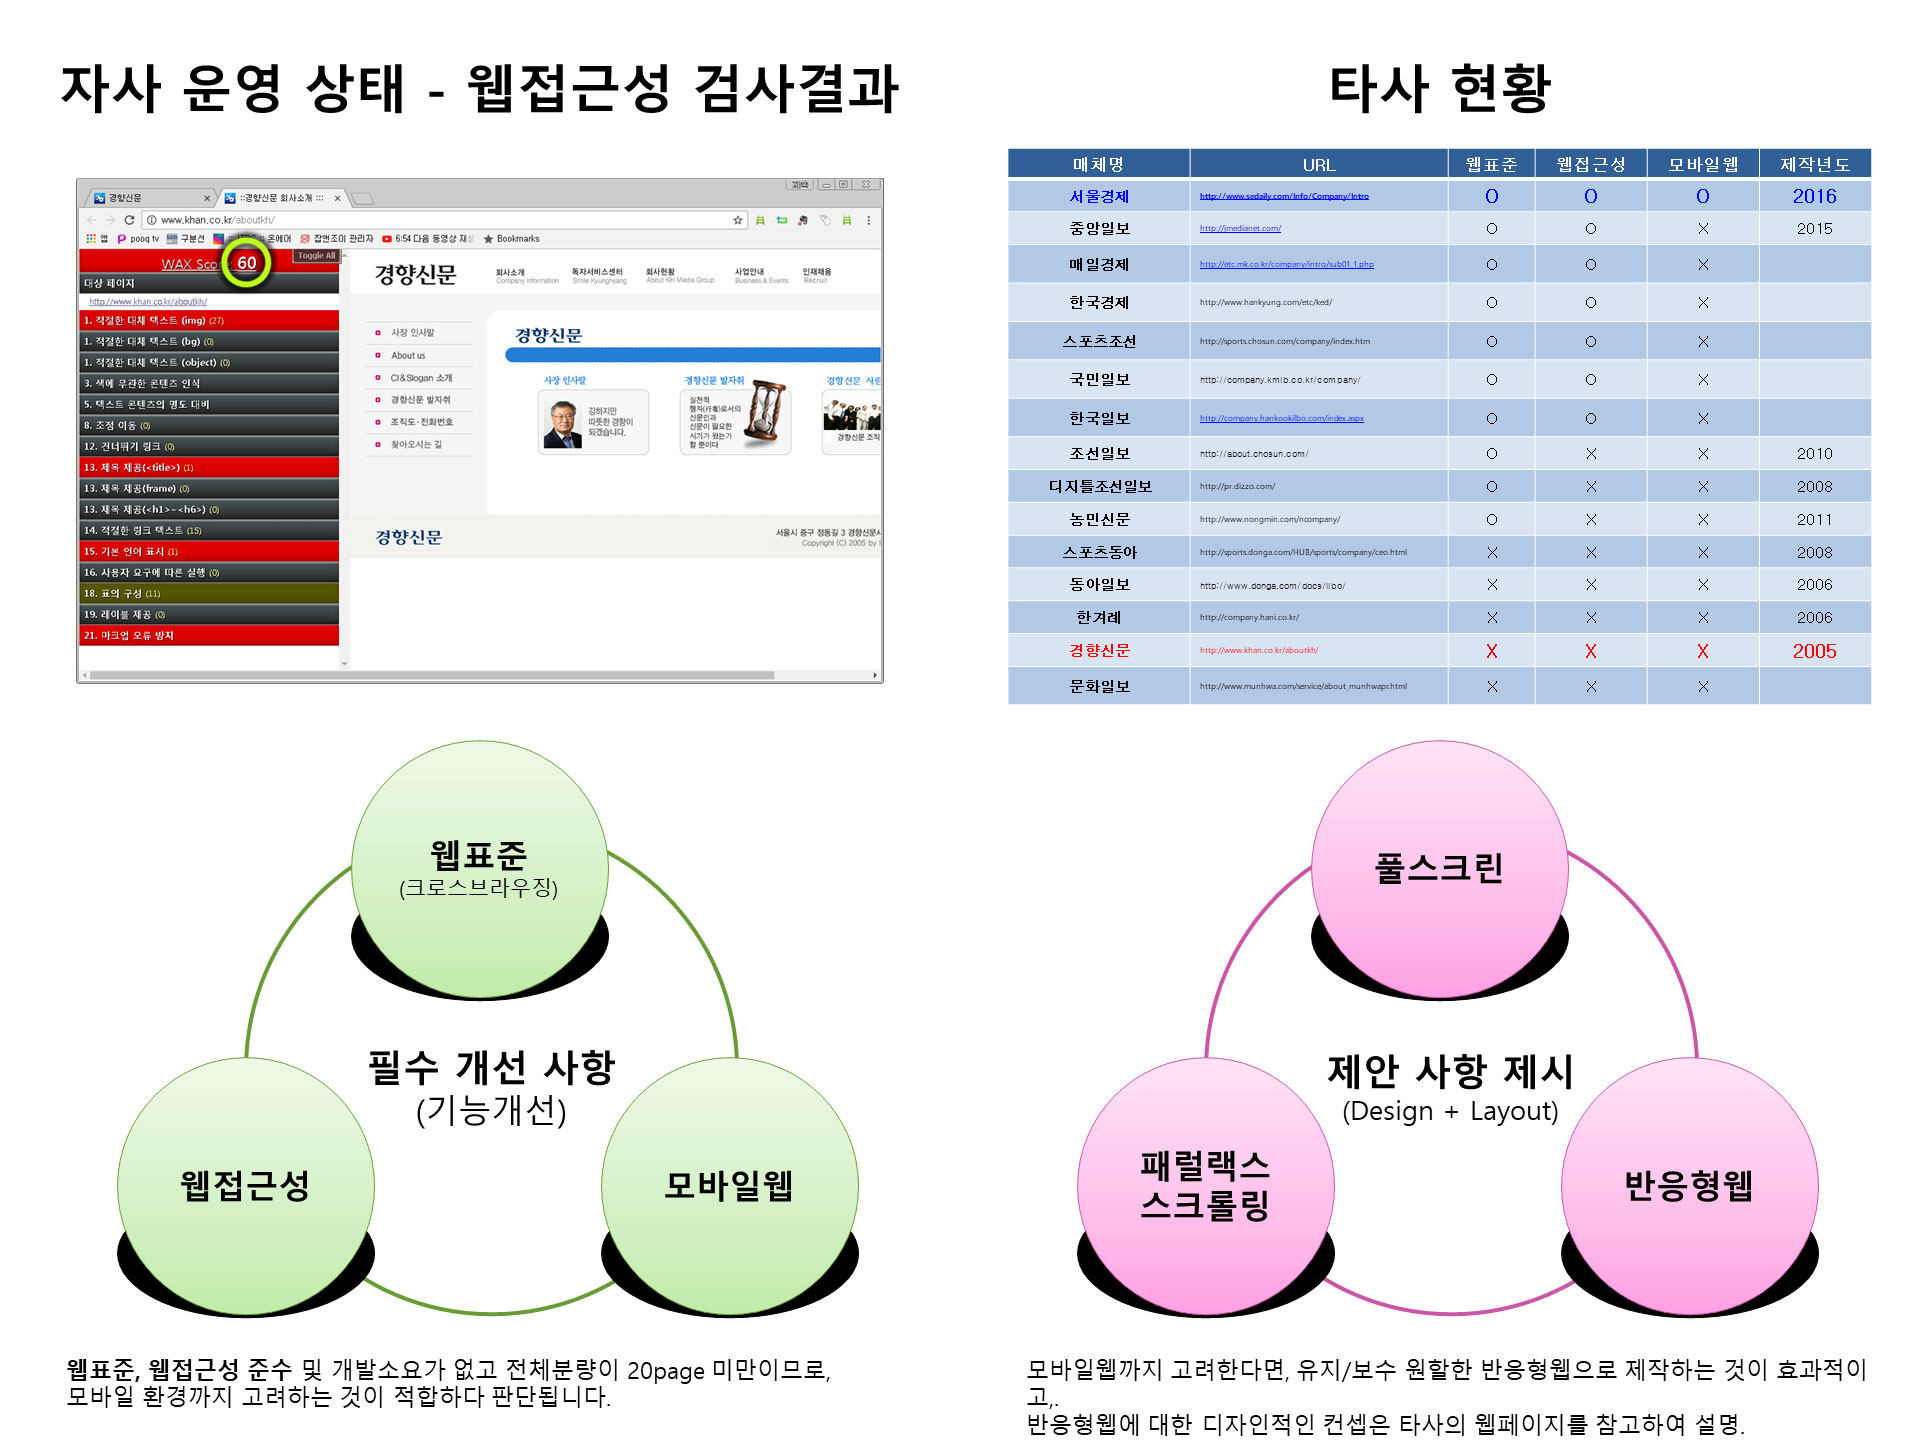 자사 운영 상태 - 웹접근성 검사결과
경향신문
::경향신문 회사소개 :::
www.khan.co.kr/aboutkh/
앱 pooq tv 구분선 온에어 잡앤조이 관리자 6:54 다음 동영상 재 Bookmarks
WAX Sco 60
Toggle All
대상 페이지
http://www.khan.co.kr/aboutkh/
1. 적절한 대체 텍스트 (img) (27)
1. 적절한 대체 텍스트 (bg) (0)
1. 적절한 대체 텍스트 (object) (0)
3. 색에 무관한 콘텐츠 인식
5. 텍스트 콘텐츠의 명도 대비
8. 초점 이동 (0)
12. 건너뛰기 링크 (0)
13. 제목 제공(<title>) (1)
13. 제목 제공(frame) (0)
13. 제목 제공(<h1>~<h6>) (0)
14. 적절한 링크 텍스트 (15)
15. 기본 언어 표시 (1)
16. 사용자 요구에 따른 실행 (0)
18. 표의 구성 (11)
19. 레이블 제공 (0)
21. 마크업 오류 방지
경향신문
회사소개 독자서비스센터 회사현황 사업안내 인재채용
Company Information Smile Kyunghyang About KH Media Group Business & Events Recruit
사장 인사말
About us
CI&Slogan 소개
경향신문 발자취
조직도·전화번호
찾아오시는 길
경향신문
사장 인사말
강하지만
따뜻한 경향이
되겠습니다.
경향신문 발자취
실천적
행자(行者)로서의
신문인과
신문이 필요한
시기가 왔는가
할 뿐이다
경향신문 사린
경향신문 조직
경향신문
서울시 중구 정동길 3 경향신문사
Copyright (C) 2005 by
타사 현황
매체명 URL 웹표준 웹접근성 모바일웹 제작년도
서울경제 http://www.sedaily.com/Info/Company/Intro O O O 2016
중앙일보 http://jmedianet.com/ O O X 2015
매일경제 http://etc.mk.co.kr/company/intro/sub01_1.php O O X
한국경제 http://www.hankyung.com/etc/ked/ O O X
스포츠조선 http://sports.chosun.com/company/index.htm O O X
국민일보 http://company.kmib.co.kr/company/ O O X
한국일보 http://company.hankookilbo.com/index.aspx O O X
조선일보 http://about.chosun.com/ O X X 2010
디지틀조선일보 http://pr.dizzo.com/ O X X 2008
농민신문 http://www.nongmin.com/ncompany/ O X X 2011
스포츠동아 http://sports.donga.com/HUB/sports/company/ceo.html X X X 2008
동아일보 http://www.donga.com/docs/ilbo/ X X X 2006
한겨레 http://company.hani.co.kr/ X X X 2006
경향신문 http://www.khan.co.kr/aboutkh/ X X X 2005
문화일보 http://www.munhwa.com/service/about_munhwapr.html X X X
웹표준
(크로스브라우징)
필수 개선 사항
(기능개선)
웹접근성
모바일웹
웹표준, 웹접근성 준수 및 개발소요가 없고 전체분량이 20page 미만이므로,
모바일 환경까지 고려하는 것이 적합하다 판단됩니다.
풀스크린
제안 사항 제시
(Design + Layout)
패럴랙스
스크롤링
반응형웹
모바일웹까지 고려한다면, 유지/보수 원할한 반응형웹으로 제작하는 것이 효과적이
고,.
반응형웹에 대한 디자인적인 컨셉은 타사의 웹페이지를 참고하여 설명.